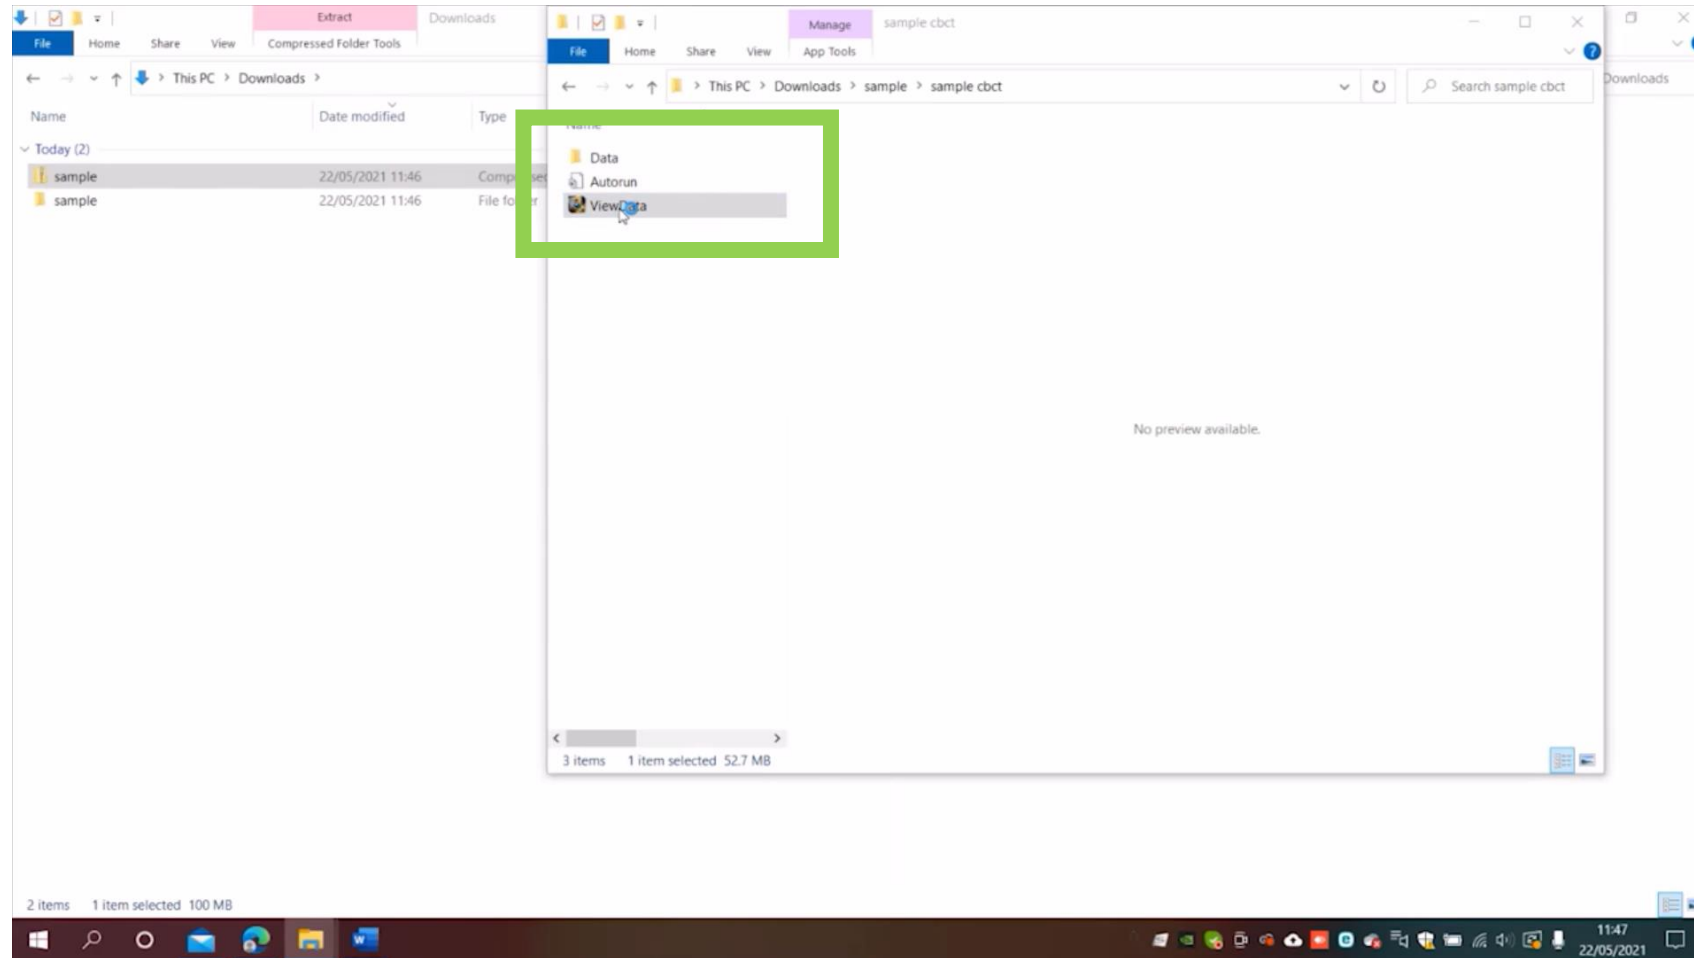 Extract
Downloads
File
Home
Share
View
Compressed Folder Tools
This PC
Downloads
Name
Date modified
Type
Today (2)
sample
22/05/2021 11:46
sample
22/05/2021 11:46
2 items
1 item selected 100 MB
Manage
sample cbct
File
Home
Share
View
App Tools
?
This PC
Downloads
sample
sample cbct
Search sample cbct
Downloads
Data
Autorun
ViewData
No preview available.
3 items
1 item selected 52.7 MB
11:47
22/05/2021